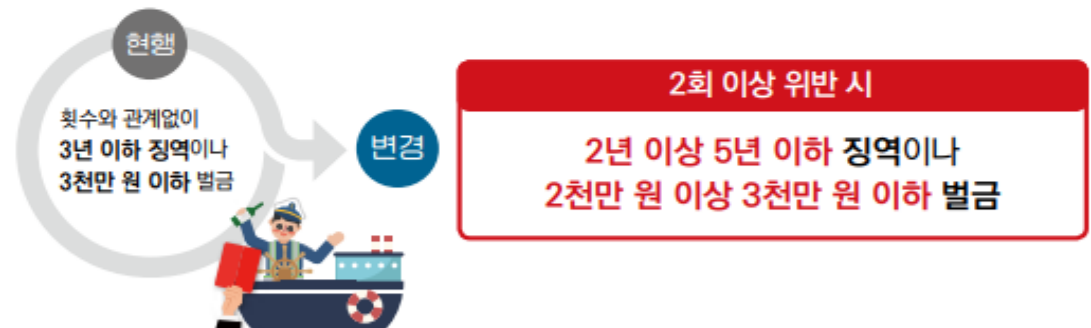 현행
횟수와 관계없이
3년 이하 징역이나
3천만 원 이하 벌금
변경
2회 이상 위반 시
2년 이상 5년 이하 징역이나
2천만 원 이상 3천만 원 이하 벌금